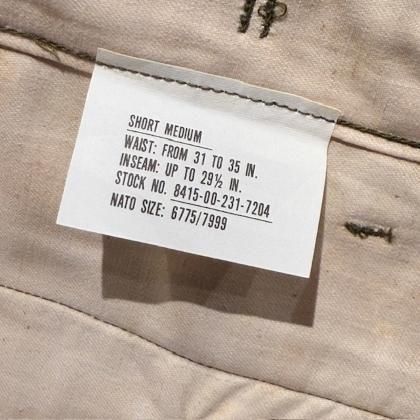 SHORT MEDIUM
WAIST: FROM 31 TO 35 IN.
INSEAM: UP TO 29½ IN.
STOCK NO. 8415-00-231-7204
NATO SIZE: 6775/7999